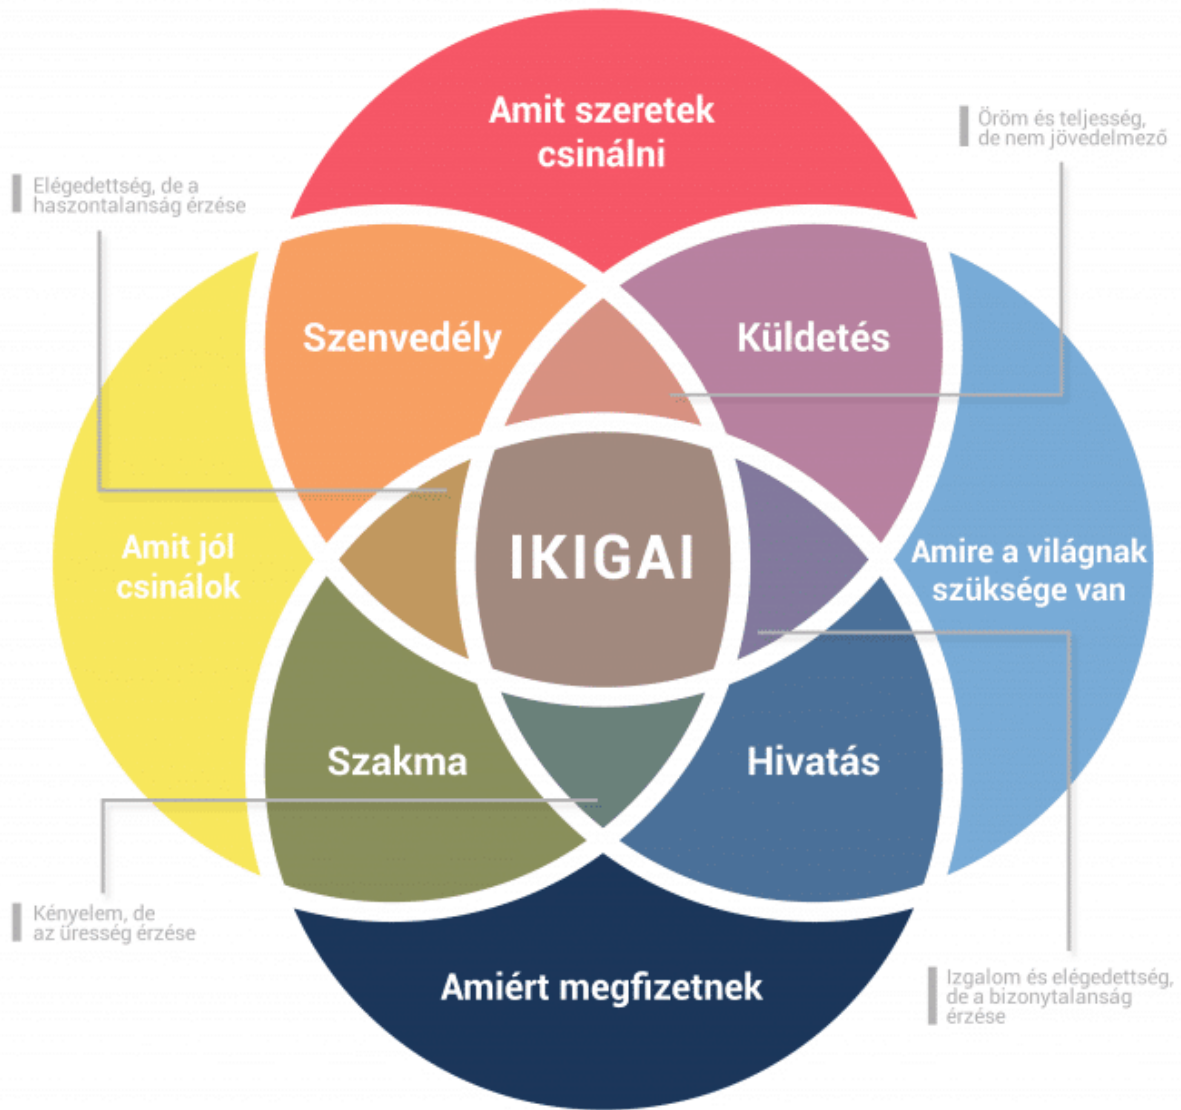 Amit szeretek
csinálni
Öröm és teljesség,
de nem jövedelmező
Elégedettség, de a
haszontalanság érzése
Szenvedély
Küldetés
Amit jól
csinálok
IKIGAI
Amire a világnak
szüksége van
Szakma
Hivatás
Kényelem, de
az üresség érzése
Amiért megfizetnek
Izgalom és elégedettség,
de a bizonytalanság
érzése